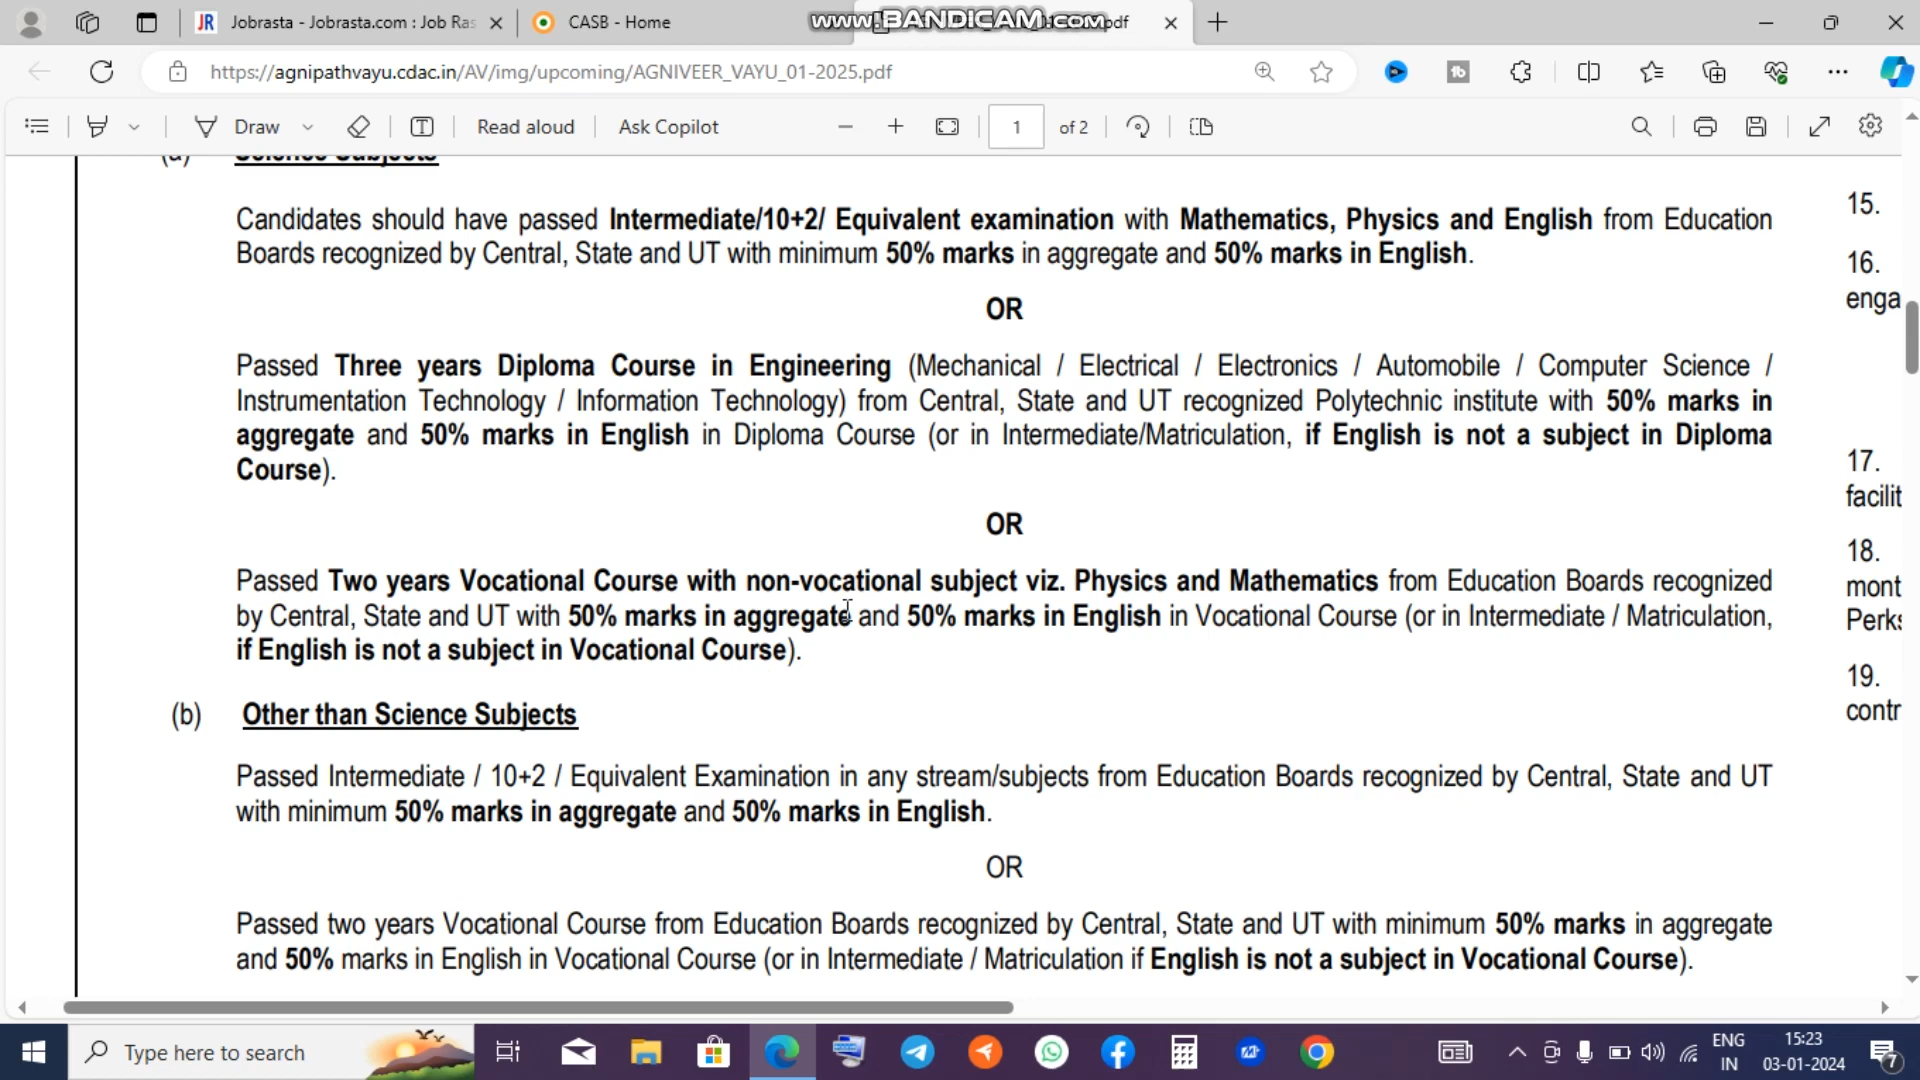 Jobrasta - Jobrasta.com : Job Ras
CASB - Home
www.BANDICAM.com
pdf
https://agnipathvayu.cdac.in/AV/img/upcoming/AGNIVEER_VAYU_01-2025.pdf
Draw
Read aloud
Ask Copilot
1
of 2
(a) Science Subjects
Candidates should have passed Intermediate/10+2/ Equivalent examination with Mathematics, Physics and English from Education
Boards recognized by Central, State and UT with minimum 50% marks in aggregate and 50% marks in English.
OR
Passed Three years Diploma Course in Engineering (Mechanical / Electrical / Electronics / Automobile / Computer Science /
Instrumentation Technology / Information Technology) from Central, State and UT recognized Polytechnic institute with 50% marks in
aggregate and 50% marks in English in Diploma Course (or in Intermediate/Matriculation, if English is not a subject in Diploma
Course).
OR
Passed Two years Vocational Course with non-vocational subject viz. Physics and Mathematics from Education Boards recognized
by Central, State and UT with 50% marks in aggregate and 50% marks in English in Vocational Course (or in Intermediate / Matriculation,
if English is not a subject in Vocational Course).
(b) Other than Science Subjects
Passed Intermediate / 10+2 / Equivalent Examination in any stream/subjects from Education Boards recognized by Central, State and UT
with minimum 50% marks in aggregate and 50% marks in English.
OR
Passed two years Vocational Course from Education Boards recognized by Central, State and UT with minimum 50% marks in aggregate
and 50% marks in English in Vocational Course (or in Intermediate / Matriculation if English is not a subject in Vocational Course).
15.
16.
enga
17.
facilit
18.
mont
Perks
19.
contr
Type here to search
ENG
IN
15:23
03-01-2024
7